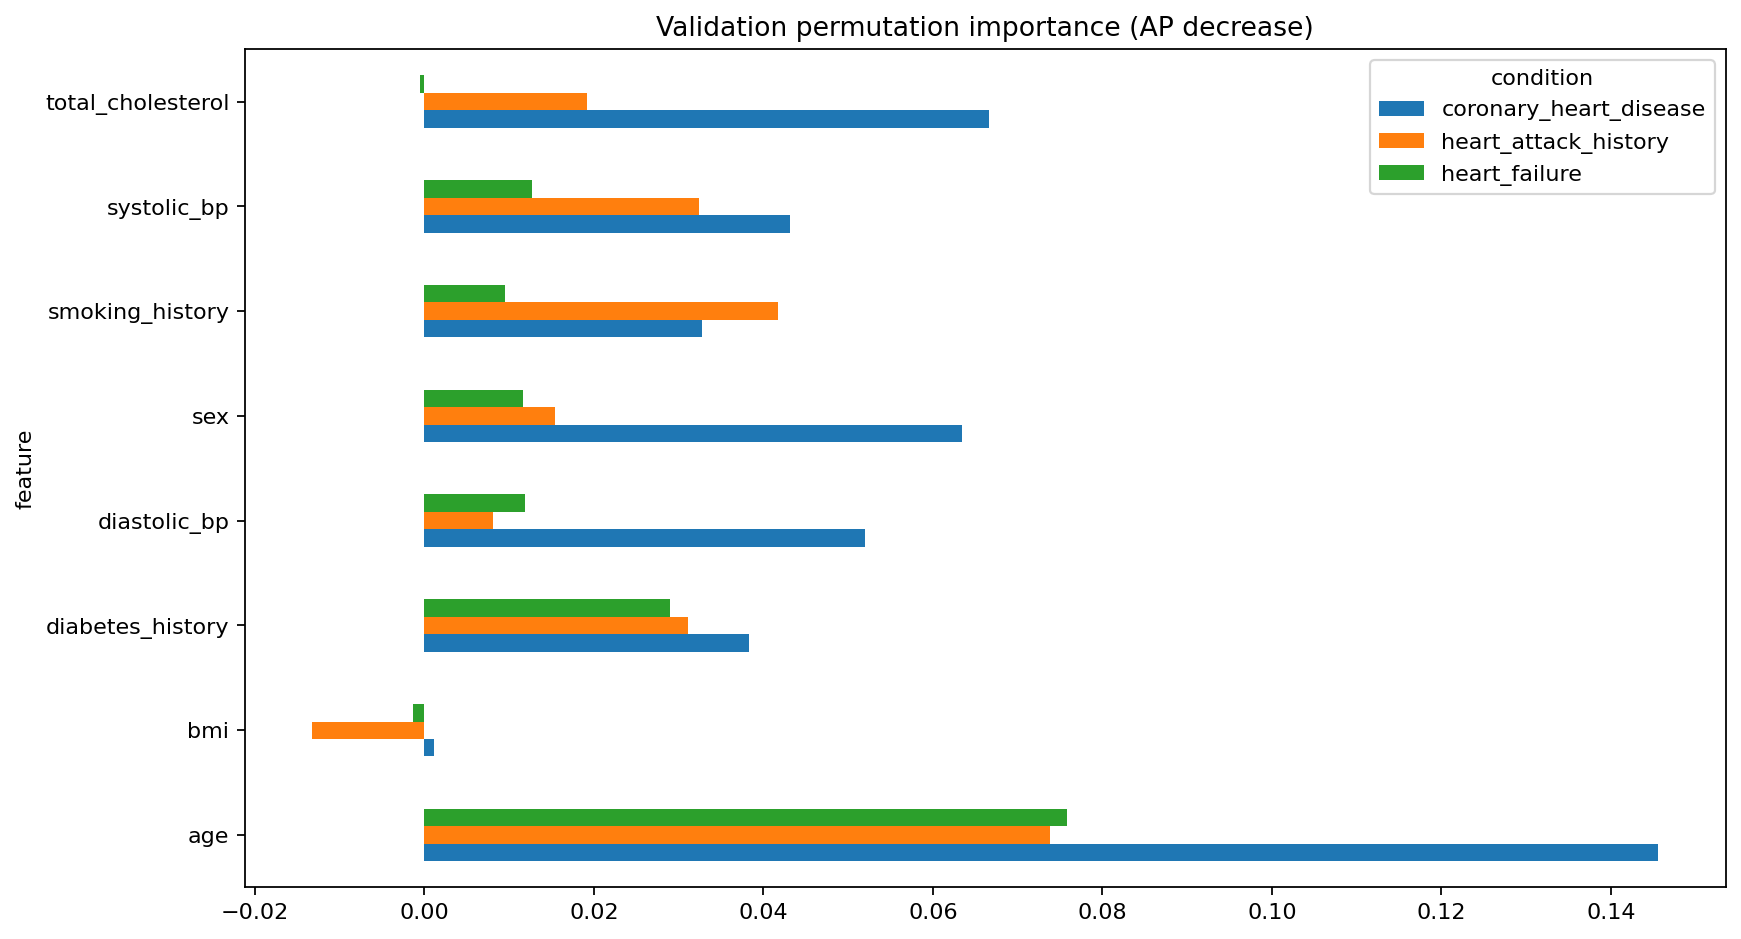 Validation permutation importance (AP decrease)
condition
coronary_heart_disease
heart_attack_history
heart_failure
feature
total_cholesterol
systolic_bp
smoking_history
sex
diastolic_bp
diabetes_history
bmi
age
−0.02 0.00 0.02 0.04 0.06 0.08 0.10 0.12 0.14